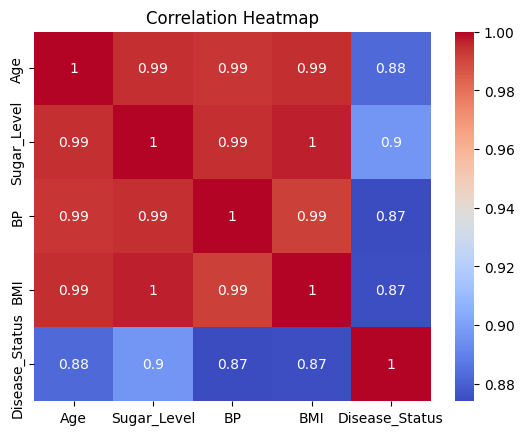 Correlation Heatmap
Age 1 0.99 0.99 0.99 0.88
Sugar_Level 0.99 1 0.99 1 0.9
BP 0.99 0.99 1 0.99 0.87
BMI 0.99 1 0.99 1 0.87
Disease_Status 0.88 0.9 0.87 0.87 1
Age Sugar_Level BP BMI Disease_Status
1.00
0.98
0.96
0.94
0.92
0.90
0.88